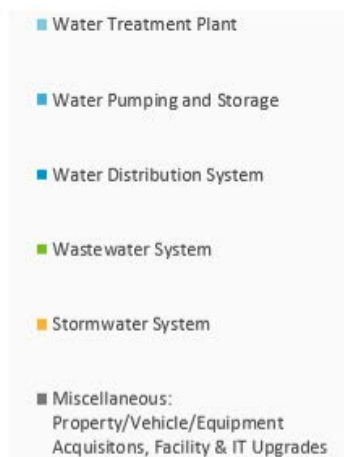 Water Treatment Plant
Water Pumping and Storage
Water Distribution System
Wastewater System
Stormwater System
Miscellaneous:
Property/Vehicle/Equipment
Acquisitons, Facility & IT Upgrades